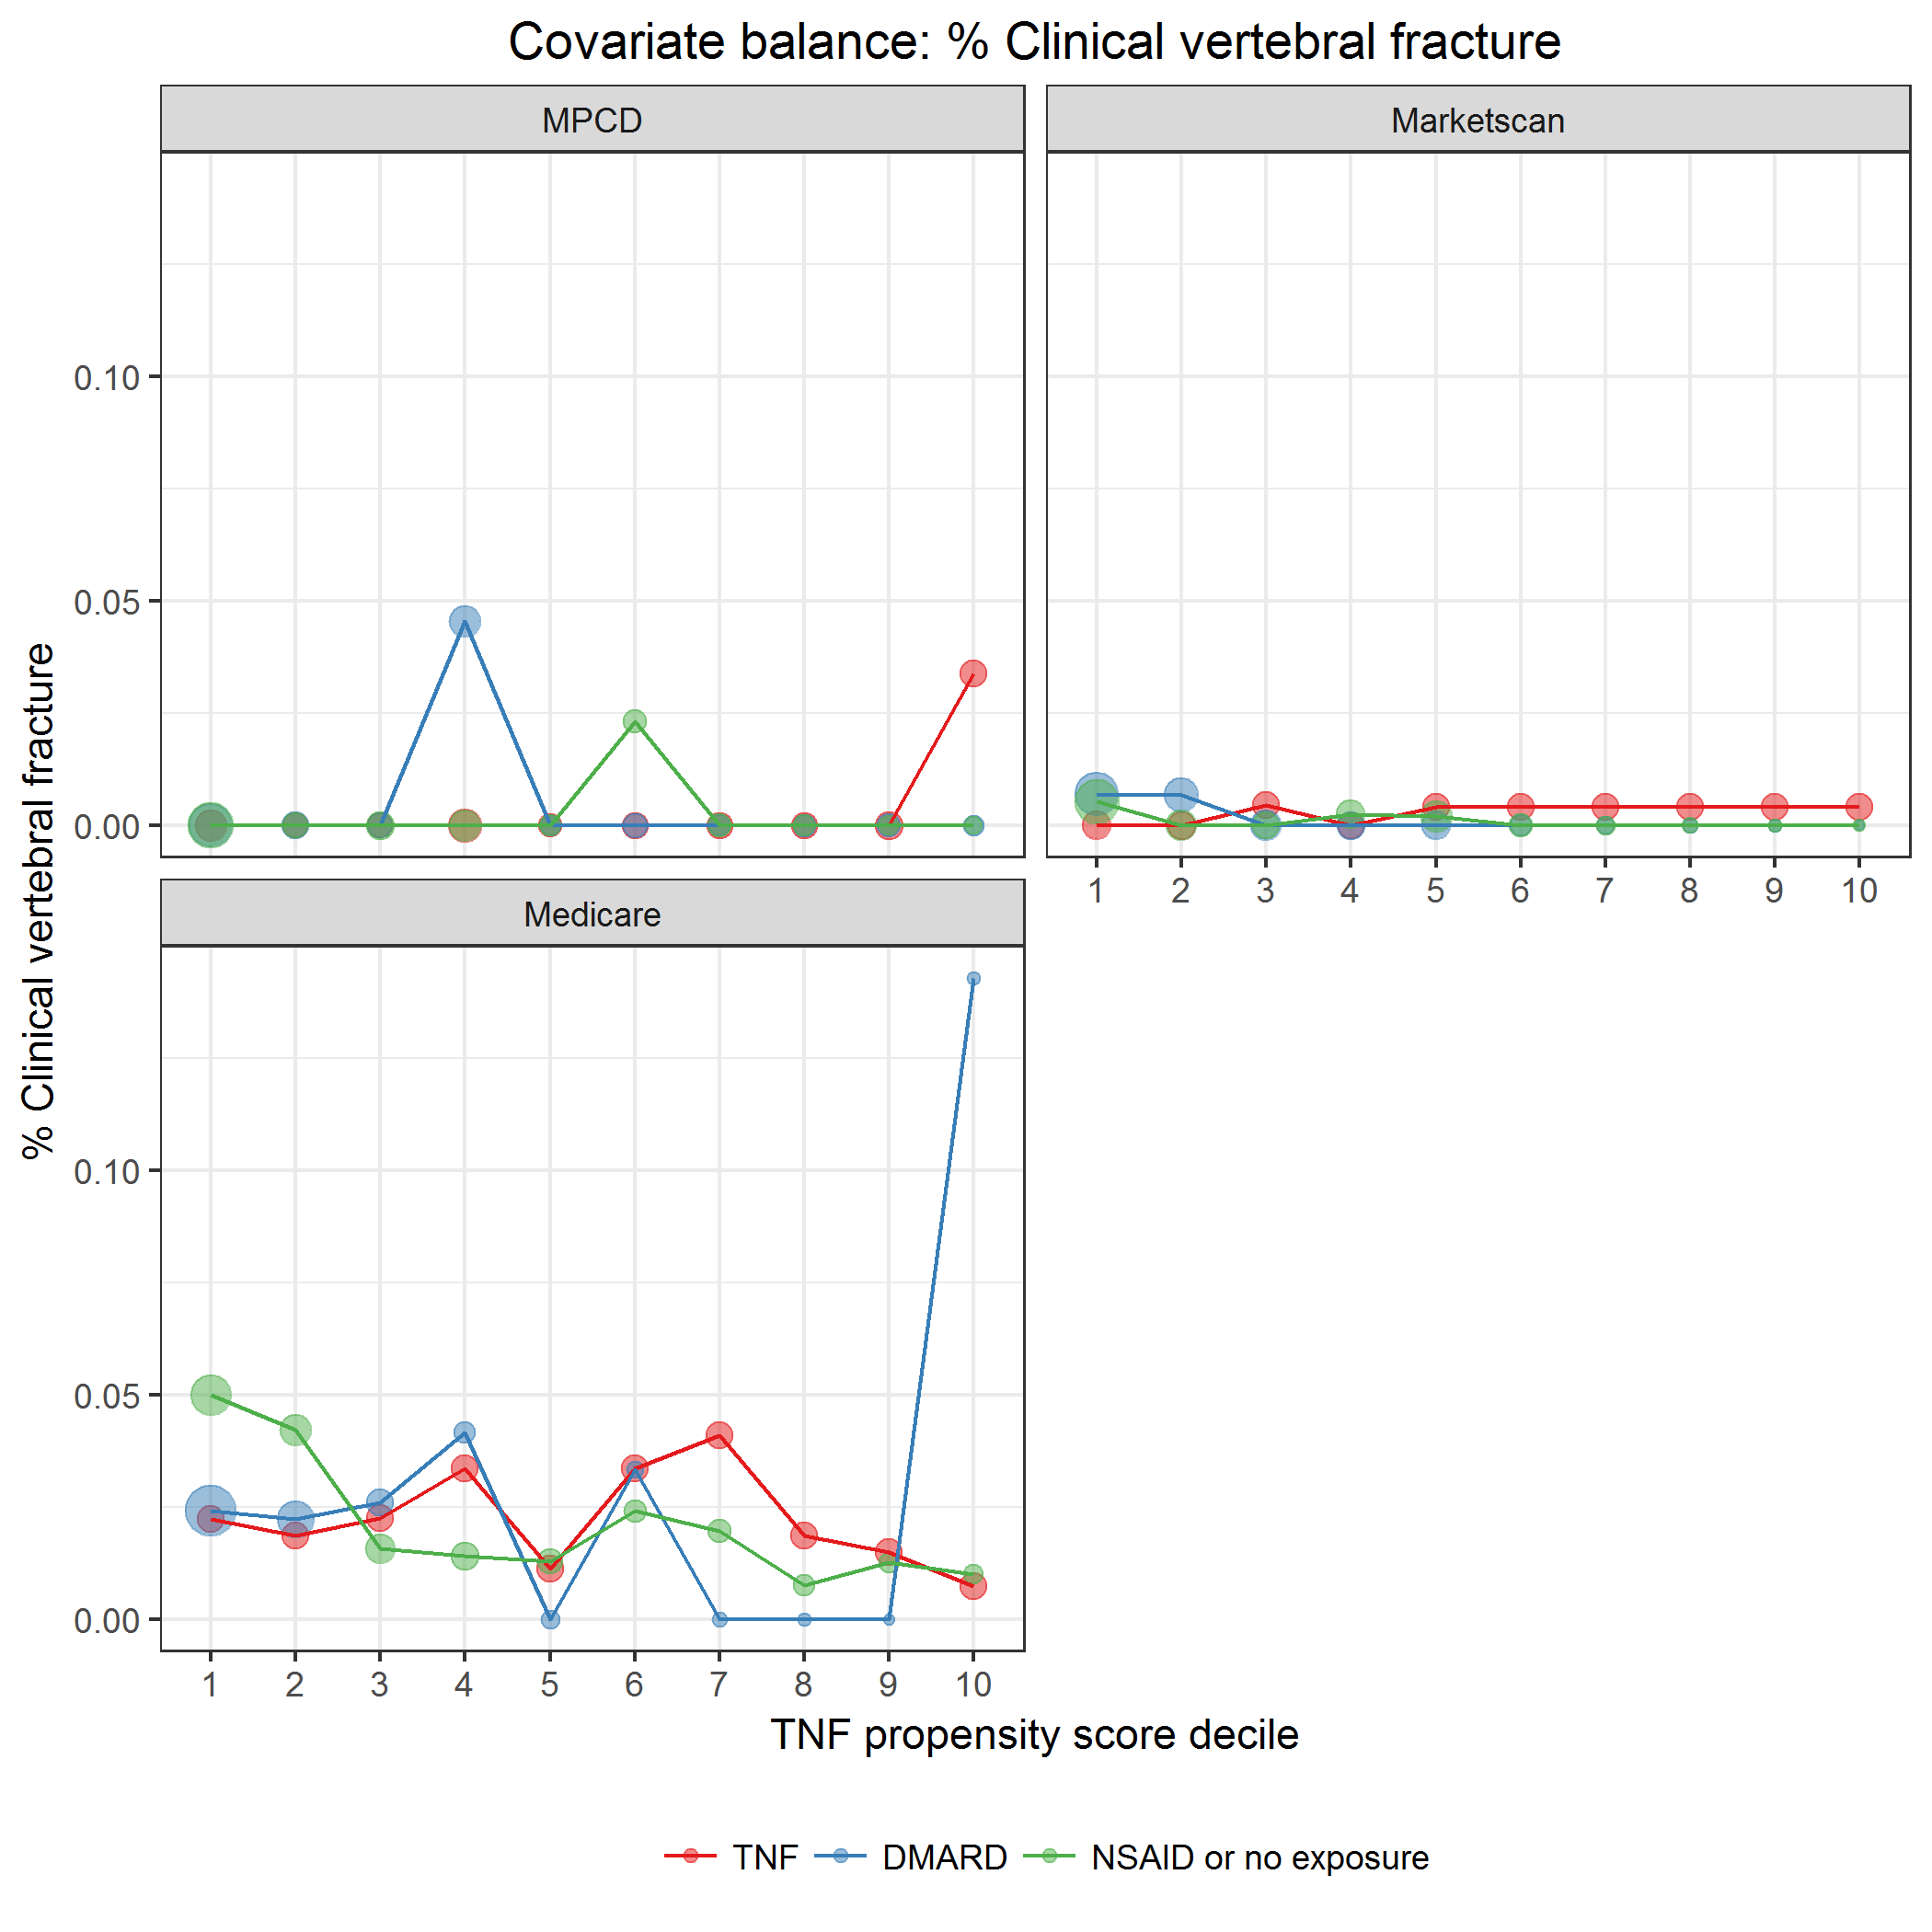 Covariate balance: % Clinical vertebral fracture
MPCD
Marketscan
0.10
0.05
0.00
1 2 3 4 5 6 7 8 9 10
Medicare
0.10
0.05
0.00
1 2 3 4 5 6 7 8 9 10
% Clinical vertebral fracture
TNF propensity score decile
TNF DMARD NSAID or no exposure